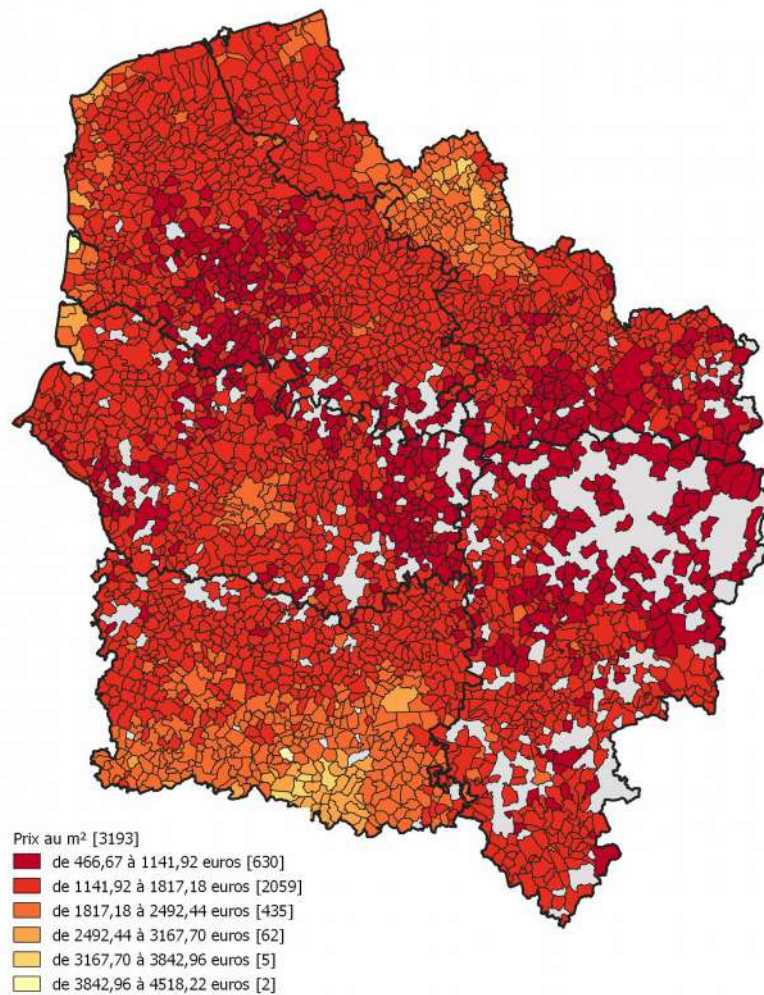 Prix au m² [3193]
de 466,67 à 1141,92 euros [630]
de 1141,92 à 1817,18 euros [2059]
de 1817,18 à 2492,44 euros [435]
de 2492,44 à 3167,70 euros [62]
de 3167,70 à 3842,96 euros [5]
de 3842,96 à 4518,22 euros [2]